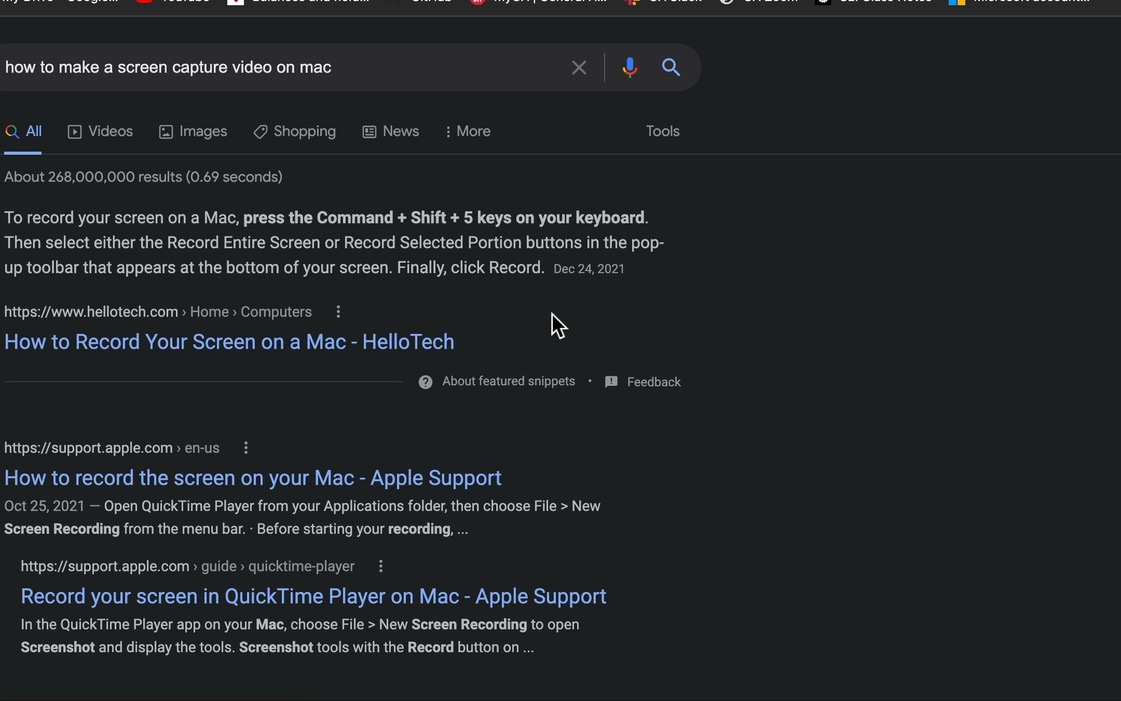 how to make a screen capture video on mac
All Videos Images Shopping News More Tools
About 268,000,000 results (0.69 seconds)
To record your screen on a Mac, press the Command + Shift + 5 keys on your keyboard.
Then select either the Record Entire Screen or Record Selected Portion buttons in the pop-
up toolbar that appears at the bottom of your screen. Finally, click Record. Dec 24, 2021
https://www.hellotech.com › Home › Computers
How to Record Your Screen on a Mac - HelloTech
About featured snippets • Feedback
https://support.apple.com › en-us
How to record the screen on your Mac - Apple Support
Oct 25, 2021 — Open QuickTime Player from your Applications folder, then choose File > New
Screen Recording from the menu bar. · Before starting your recording, ...
https://support.apple.com › guide › quicktime-player
Record your screen in QuickTime Player on Mac - Apple Support
In the QuickTime Player app on your Mac, choose File > New Screen Recording to open
Screenshot and display the tools. Screenshot tools with the Record button on ...